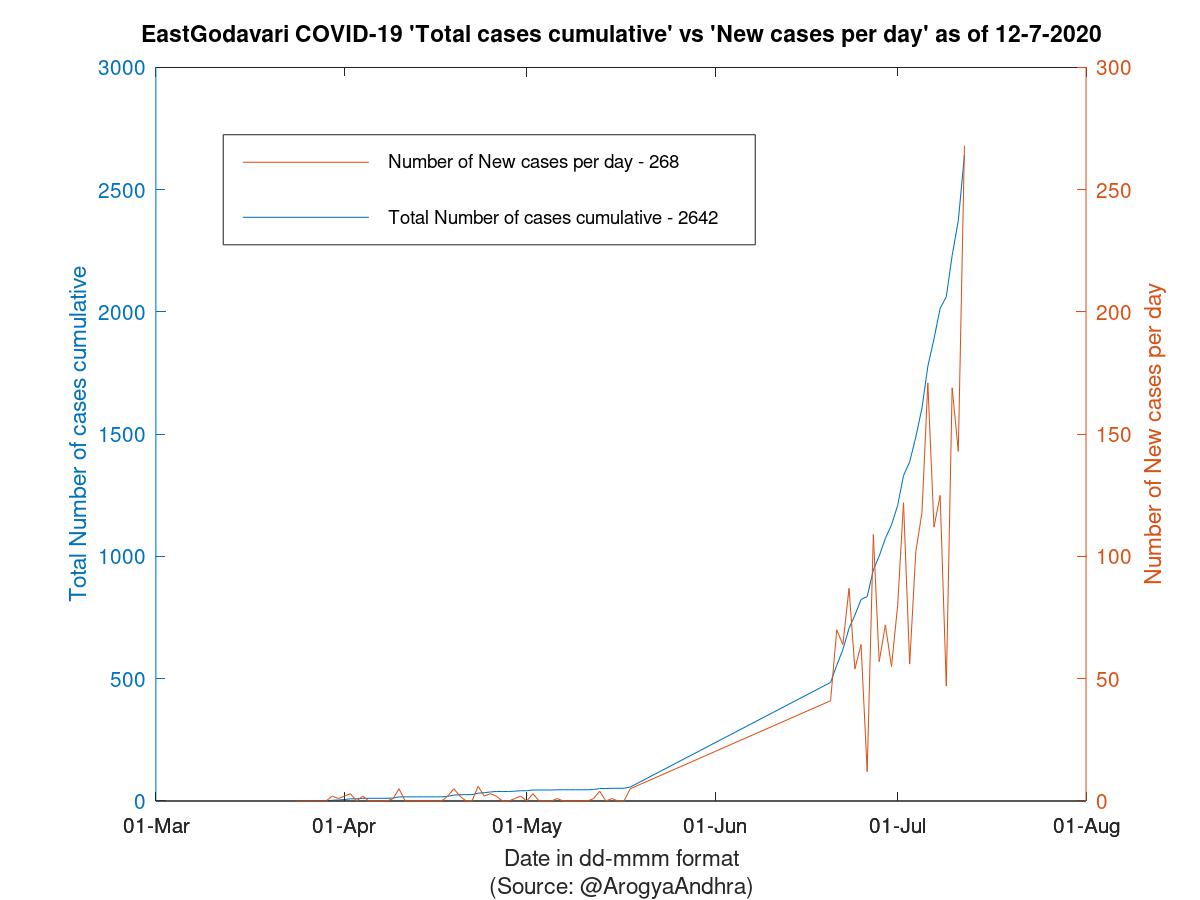 EastGodavari COVID-19 'Total cases cumulative' vs 'New cases per day' as of 12-7-2020
3000
2500
2000
1500
1000
500
0
Total Number of cases cumulative
Number of New cases per day - 268
Total Number of cases cumulative - 2642
300
250
200
150
100
50
0
Number of New cases per day
01-Mar 01-Apr 01-May 01-Jun 01-Jul 01-Aug
Date in dd-mmm format
(Source: @ArogyaAndhra)